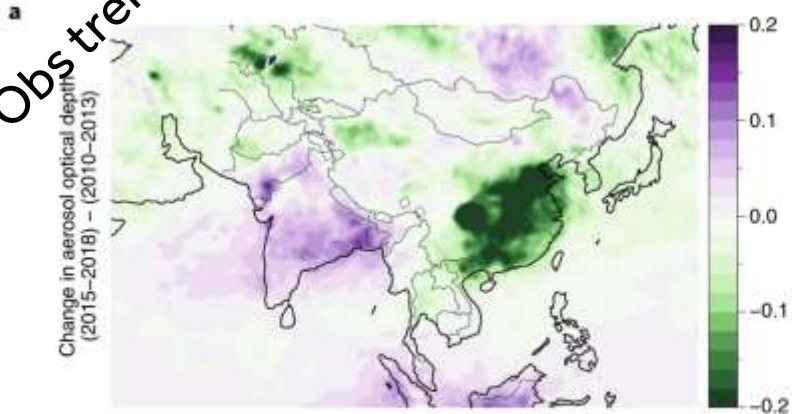 a
Obs tren
Change in aerosol optical depth
(2015–2018) – (2010–2013)
0.2
0.1
0.0
−0.1
−0.2